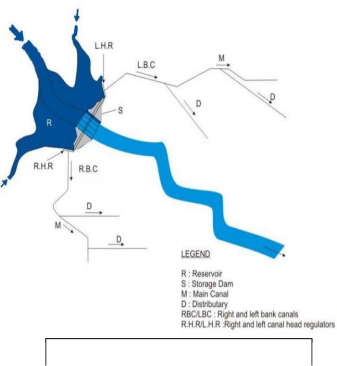 L.H.R
L.B.C
M
D
D
S
R
R.H.R
R.B.C
D
M
D
LEGEND
R : Reservoir
S : Storage Dam
M : Main Canal
D : Distributary
RBC/LBC : Right and left bank canals
R.H.R/L.H.R :Right and left canal head regulators